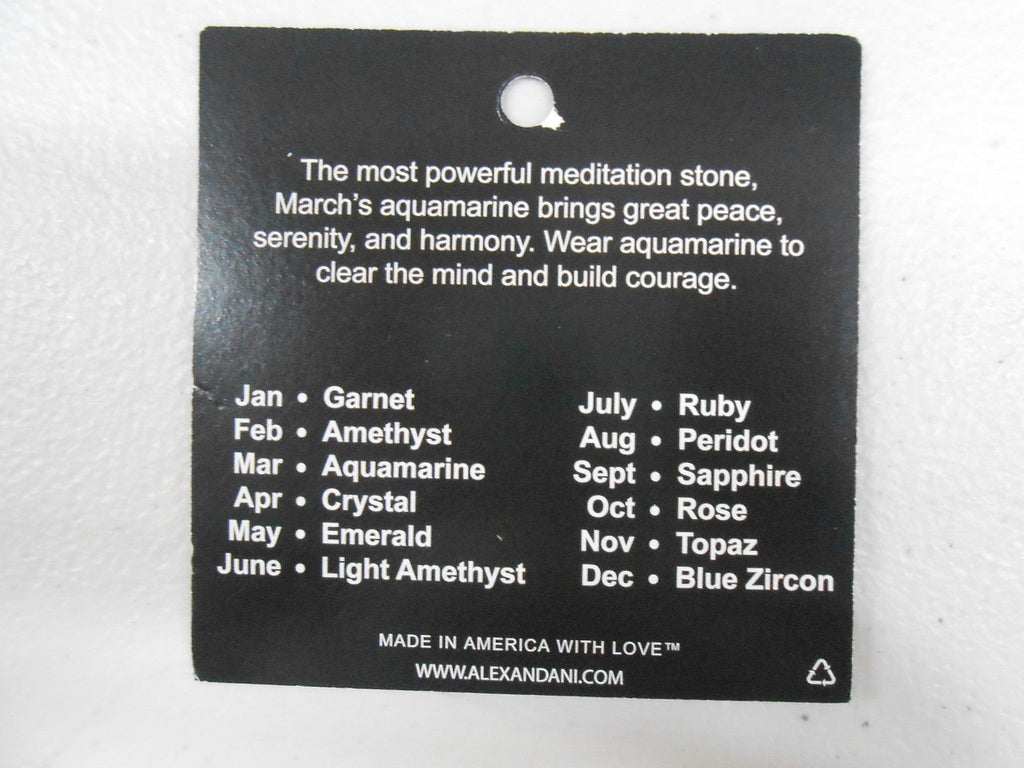 The most powerful meditation stone,
March's aquamarine brings great peace,
serenity, and harmony. Wear aquamarine to
clear the mind and build courage.
Jan • Garnet
Feb • Amethyst
Mar • Aquamarine
Apr • Crystal
May • Emerald
June • Light Amethyst
July • Ruby
Aug • Peridot
Sept • Sapphire
Oct • Rose
Nov • Topaz
Dec • Blue Zircon
MADE IN AMERICA WITH LOVE™
WWW.ALEXANDANI.COM